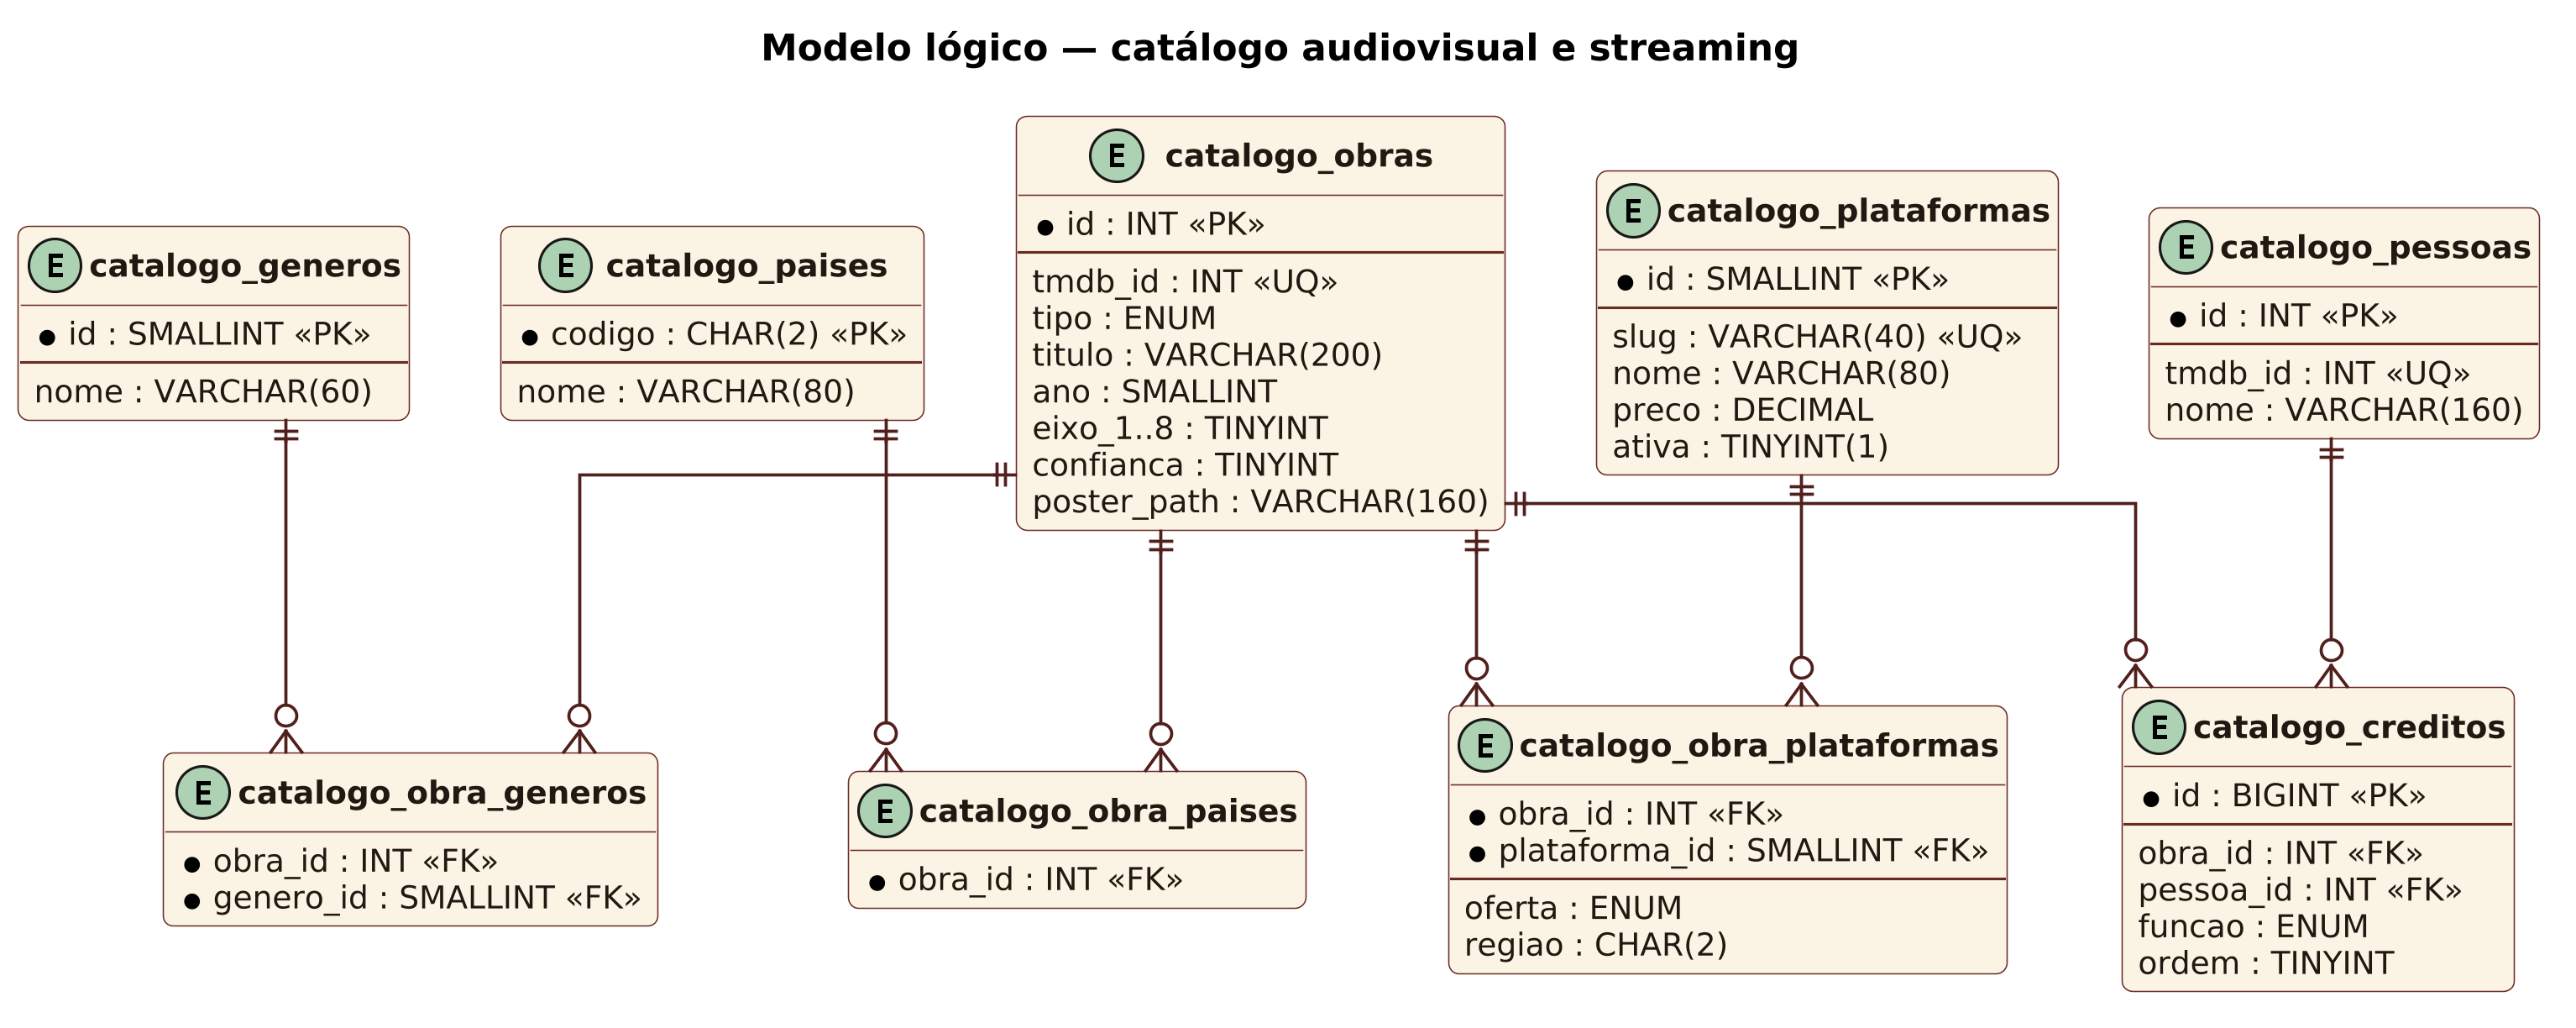 Modelo lógico — catálogo audiovisual e streaming
E catalogo_generos
id : SMALLINT «PK»
nome : VARCHAR(60)
E catalogo_paises
codigo : CHAR(2) «PK»
nome : VARCHAR(80)
E catalogo_obras
id : INT «PK»
tmdb_id : INT «UQ»
tipo : ENUM
titulo : VARCHAR(200)
ano : SMALLINT
eixo_1..8 : TINYINT
confianca : TINYINT
poster_path : VARCHAR(160)
E catalogo_plataformas
id : SMALLINT «PK»
slug : VARCHAR(40) «UQ»
nome : VARCHAR(80)
preco : DECIMAL
ativa : TINYINT(1)
E catalogo_pessoas
id : INT «PK»
tmdb_id : INT «UQ»
nome : VARCHAR(160)
E catalogo_obra_generos
obra_id : INT «FK»
genero_id : SMALLINT «FK»
E catalogo_obra_paises
obra_id : INT «FK»
E catalogo_obra_plataformas
obra_id : INT «FK»
plataforma_id : SMALLINT «FK»
oferta : ENUM
regiao : CHAR(2)
E catalogo_creditos
id : BIGINT «PK»
obra_id : INT «FK»
pessoa_id : INT «FK»
funcao : ENUM
ordem : TINYINT